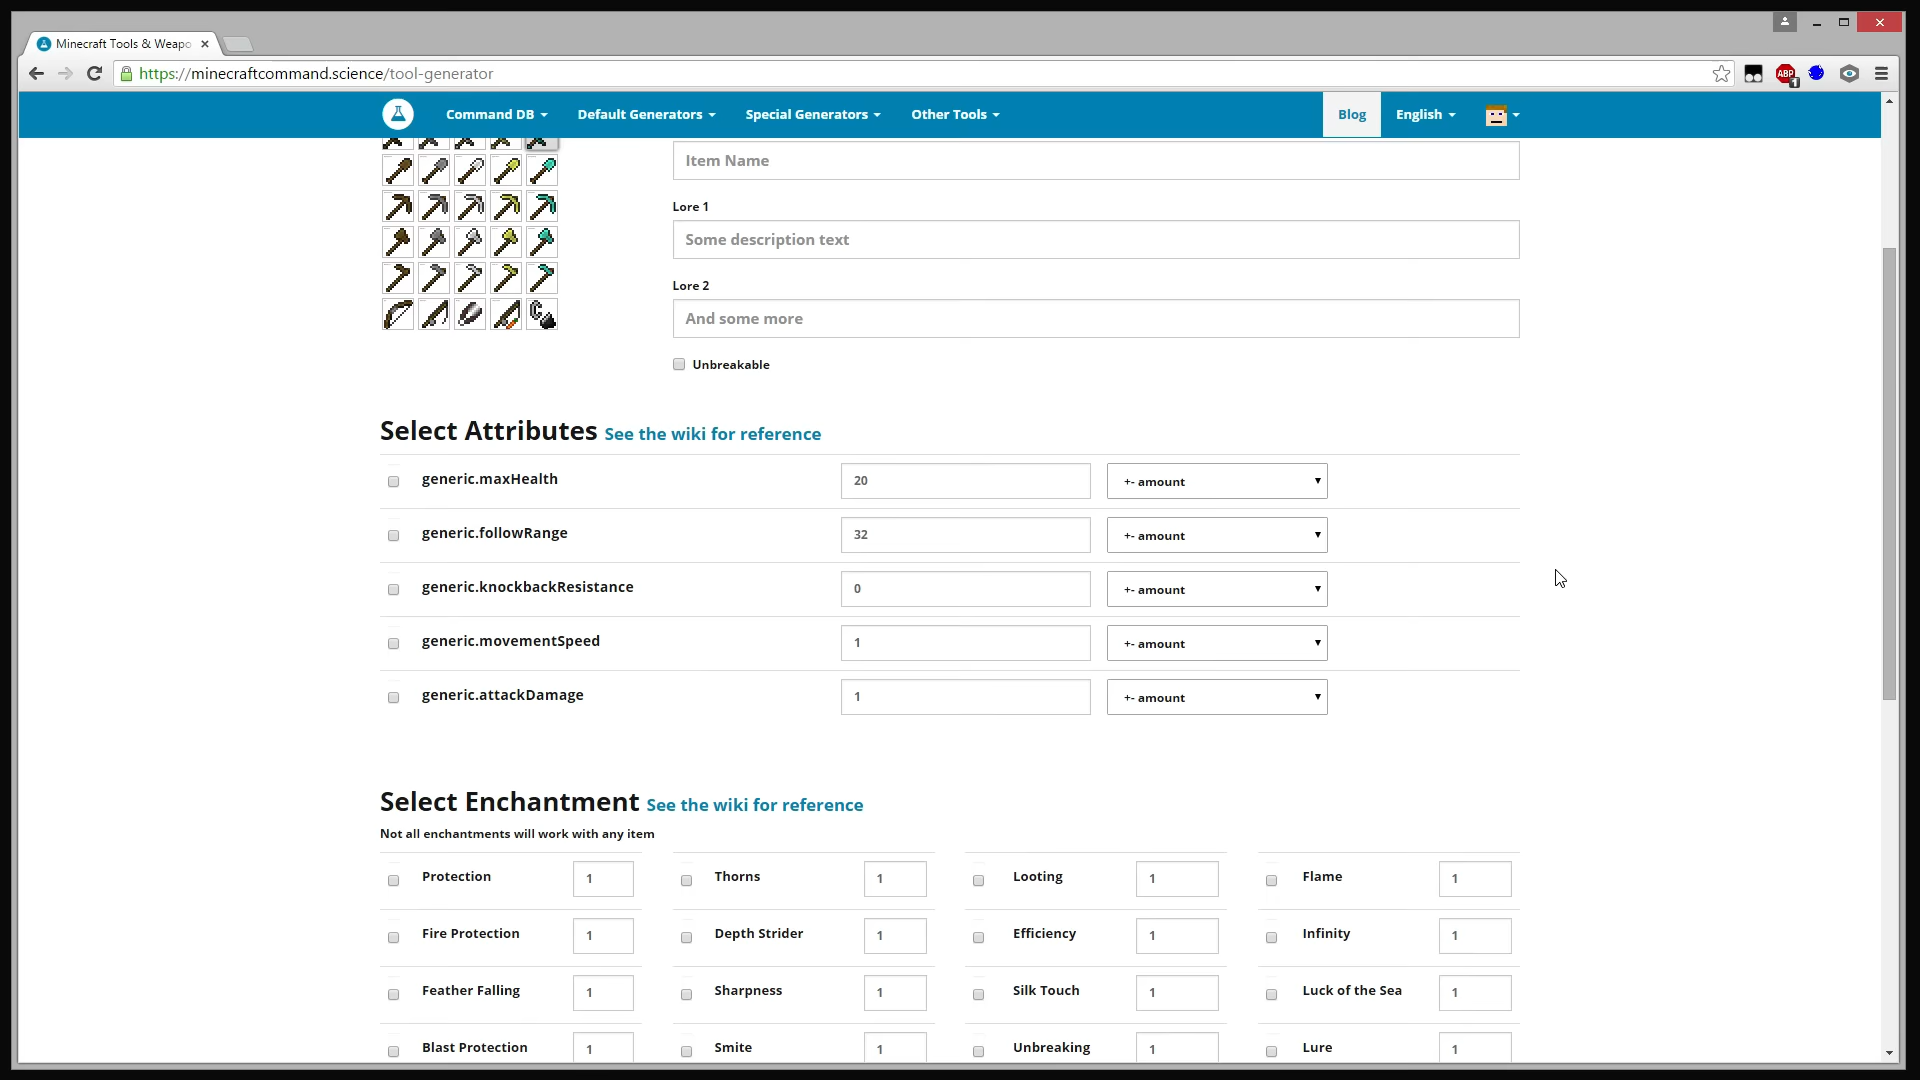 Minecraft Tools & Weapo
https://minecraftcommand.science/tool-generator
ABP
1
Command DB
Default Generators
Special Generators
Other Tools
Blog
English
Item Name
Lore 1
Some description text
Lore 2
And some more
Unbreakable
Select Attributes See the wiki for reference
generic.maxHealth 20 +- amount
generic.followRange 32 +- amount
generic.knockbackResistance 0 +- amount
generic.movementSpeed 1 +- amount
generic.attackDamage 1 +- amount
Select Enchantment See the wiki for reference
Not all enchantments will work with any item
Protection 1 Thorns 1 Looting 1 Flame 1
Fire Protection 1 Depth Strider 1 Efficiency 1 Infinity 1
Feather Falling 1 Sharpness 1 Silk Touch 1 Luck of the Sea 1
Blast Protection 1 Smite 1 Unbreaking 1 Lure 1